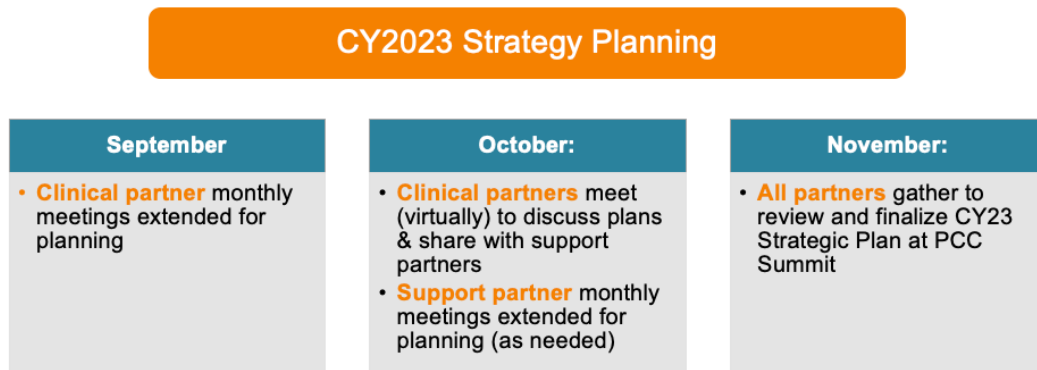 CY2023 Strategy Planning
September
• Clinical partner monthly
meetings extended for
planning
October:
• Clinical partners meet
(virtually) to discuss plans
& share with support
partners
• Support partner monthly
meetings extended for
planning (as needed)
November:
• All partners gather to
review and finalize CY23
Strategic Plan at PCC
Summit